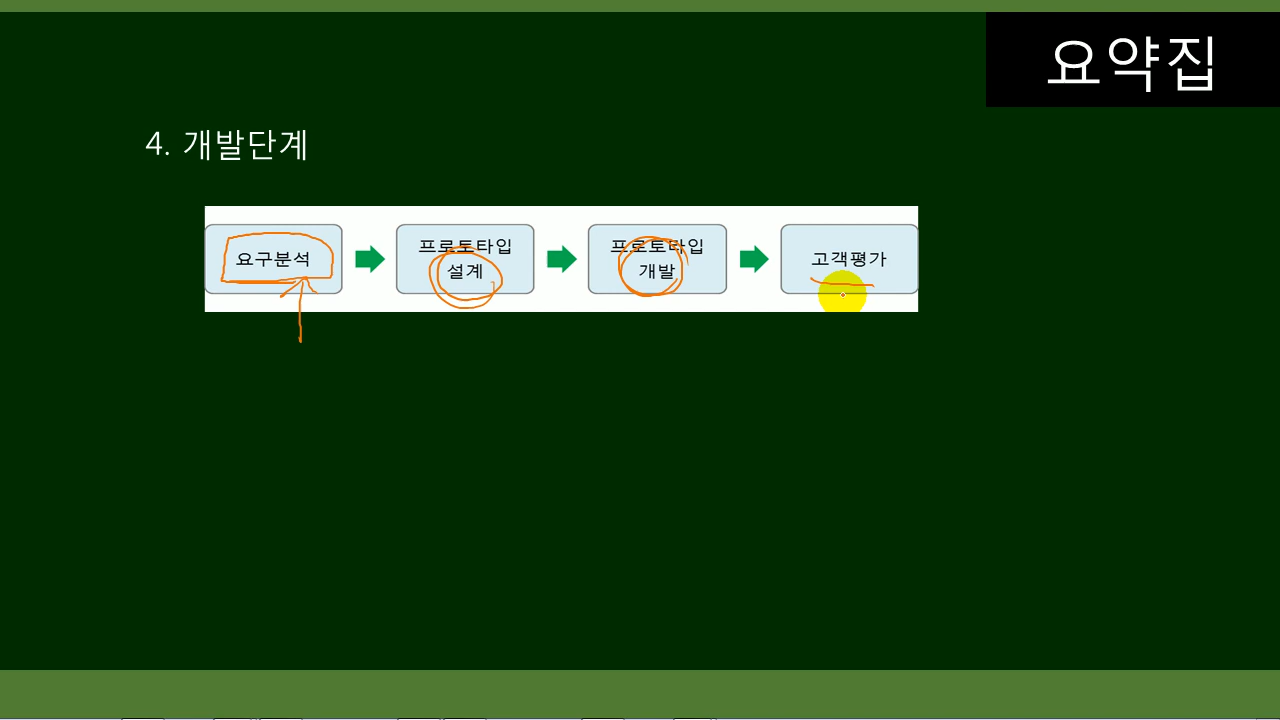 요약집
4. 개발단계
요구분석
프로토타입
설계
프로토타입
개발
고객평가